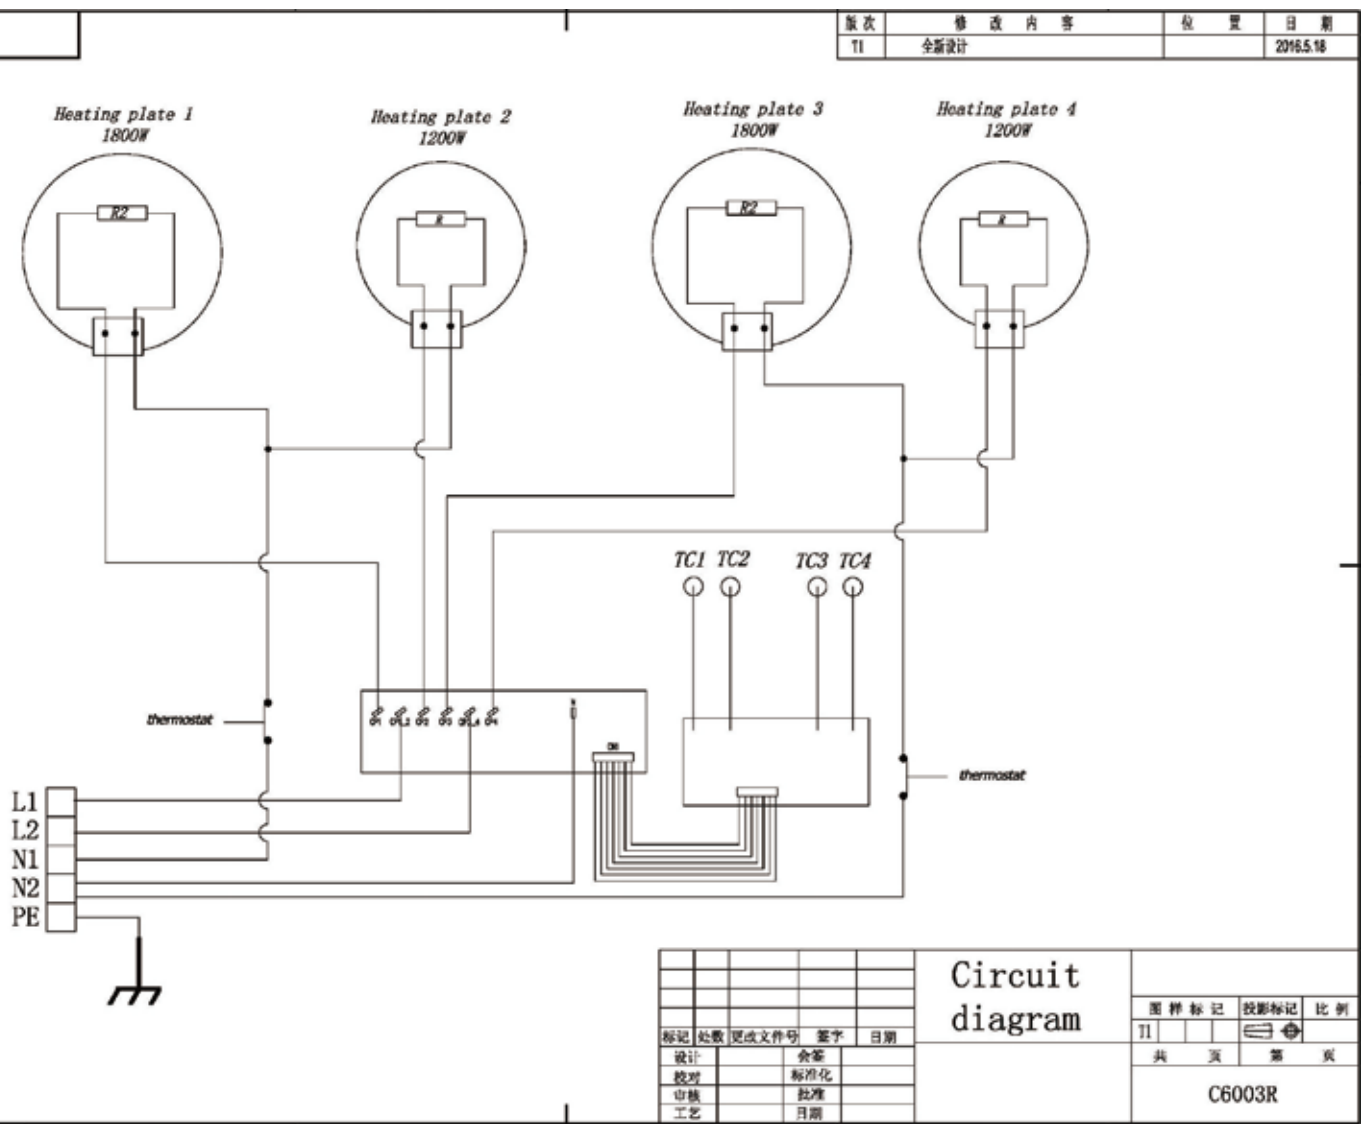 版次 修改内容 位置 日期
T1 全新设计 2016.5.18
Heating plate 1
1800W
Heating plate 2
1200W
Heating plate 3
1800W
Heating plate 4
1200W
R2
R
R2
R
TC1 TC2 TC3 TC4
thermostat
thermostat
L1
L2
N1
N2
PE
Circuit
diagram
图样标记 投影标记 比例
T1
标记 处数 更改文件号 签字 日期
设计 会签
校对 标准化
审核 批准
工艺 日期
共 页 第 页
C6003R